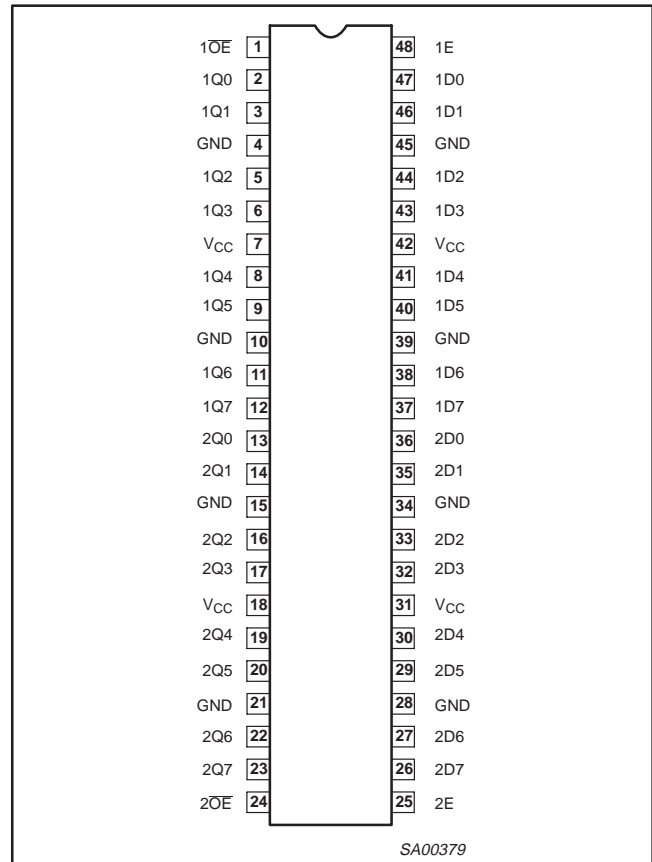 1O̅E̅ 1 48 1E
1Q0 2 47 1D0
1Q1 3 46 1D1
GND 4 45 GND
1Q2 5 44 1D2
1Q3 6 43 1D3
VCC 7 42 VCC
1Q4 8 41 1D4
1Q5 9 40 1D5
GND 10 39 GND
1Q6 11 38 1D6
1Q7 12 37 1D7
2Q0 13 36 2D0
2Q1 14 35 2D1
GND 15 34 GND
2Q2 16 33 2D2
2Q3 17 32 2D3
VCC 18 31 VCC
2Q4 19 30 2D4
2Q5 20 29 2D5
GND 21 28 GND
2Q6 22 27 2D6
2Q7 23 26 2D7
2O̅E̅ 24 25 2E
SA00379